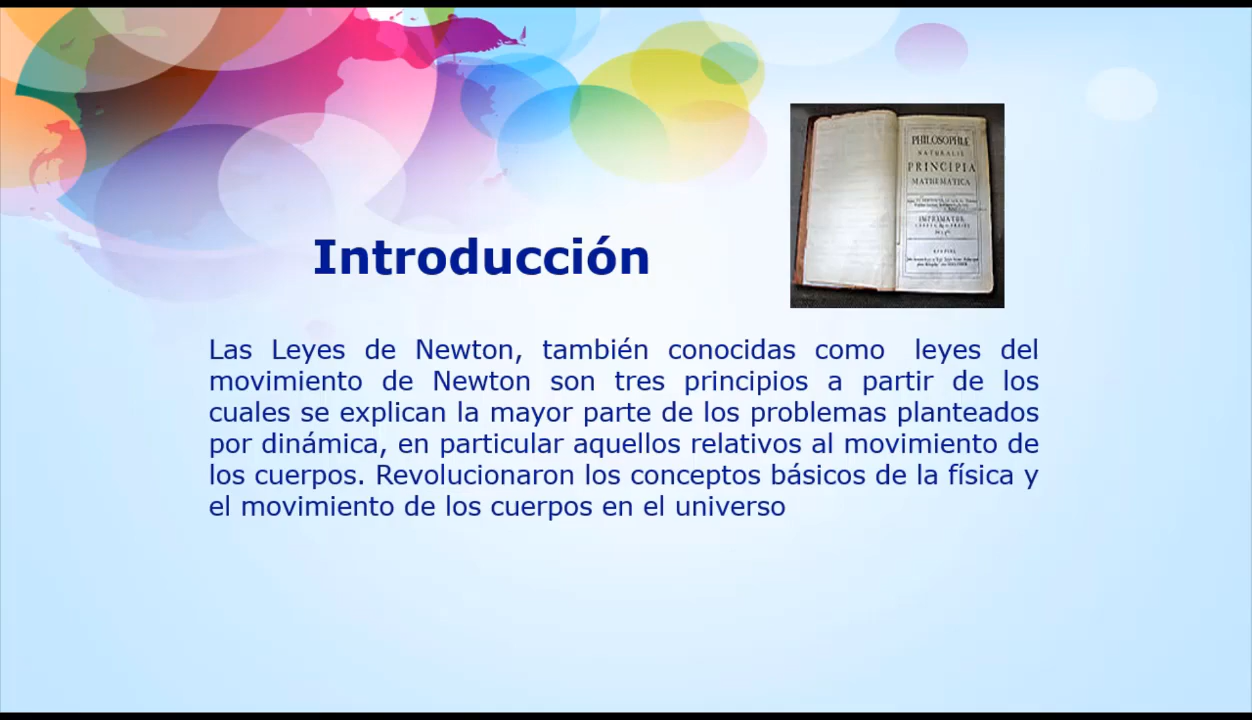 PHILOSOPHIÆ
NATURALIS
PRINCIPIA
MATHEMATICA
IMPRIMATUR
Introducción
Las Leyes de Newton, también conocidas como leyes del
movimiento de Newton son tres principios a partir de los
cuales se explican la mayor parte de los problemas planteados
por dinámica, en particular aquellos relativos al movimiento de
los cuerpos. Revolucionaron los conceptos básicos de la física y
el movimiento de los cuerpos en el universo